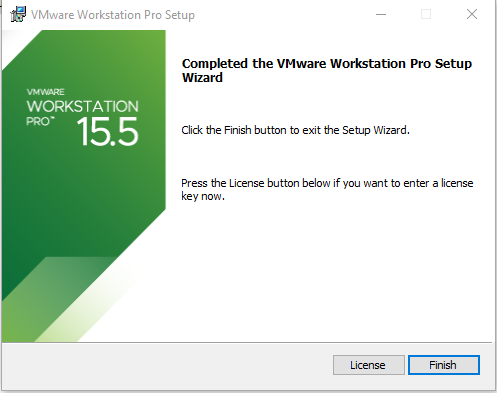 VMware Workstation Pro Setup
VMWARE
WORKSTATION
PRO™
15.5
Completed the VMware Workstation Pro Setup
Wizard
Click the Finish button to exit the Setup Wizard.
Press the License button below if you want to enter a license
key now.
License
Finish